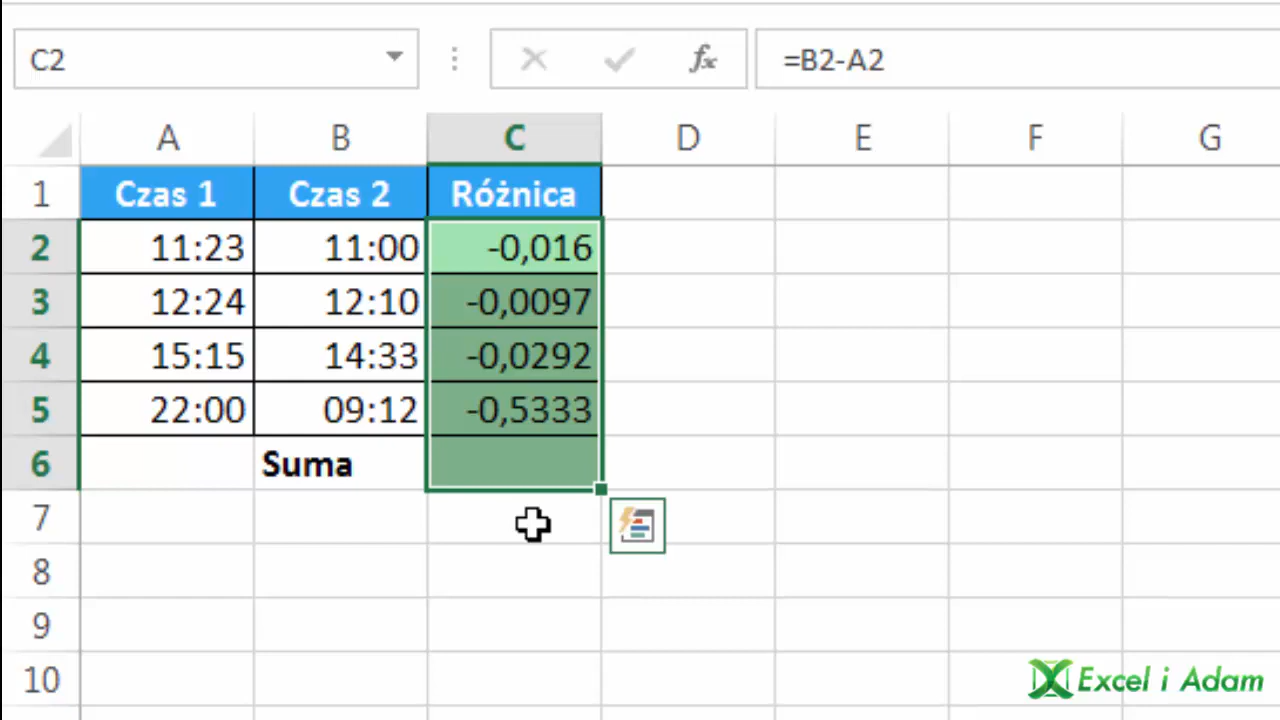 C2 fx =B2-A2
A B C D E F G
1 Czas 1 Czas 2 Różnica
2 11:23 11:00 -0,016
3 12:24 12:10 -0,0097
4 15:15 14:33 -0,0292
5 22:00 09:12 -0,5333
6 Suma
7
8
9
10
Excel i Adam